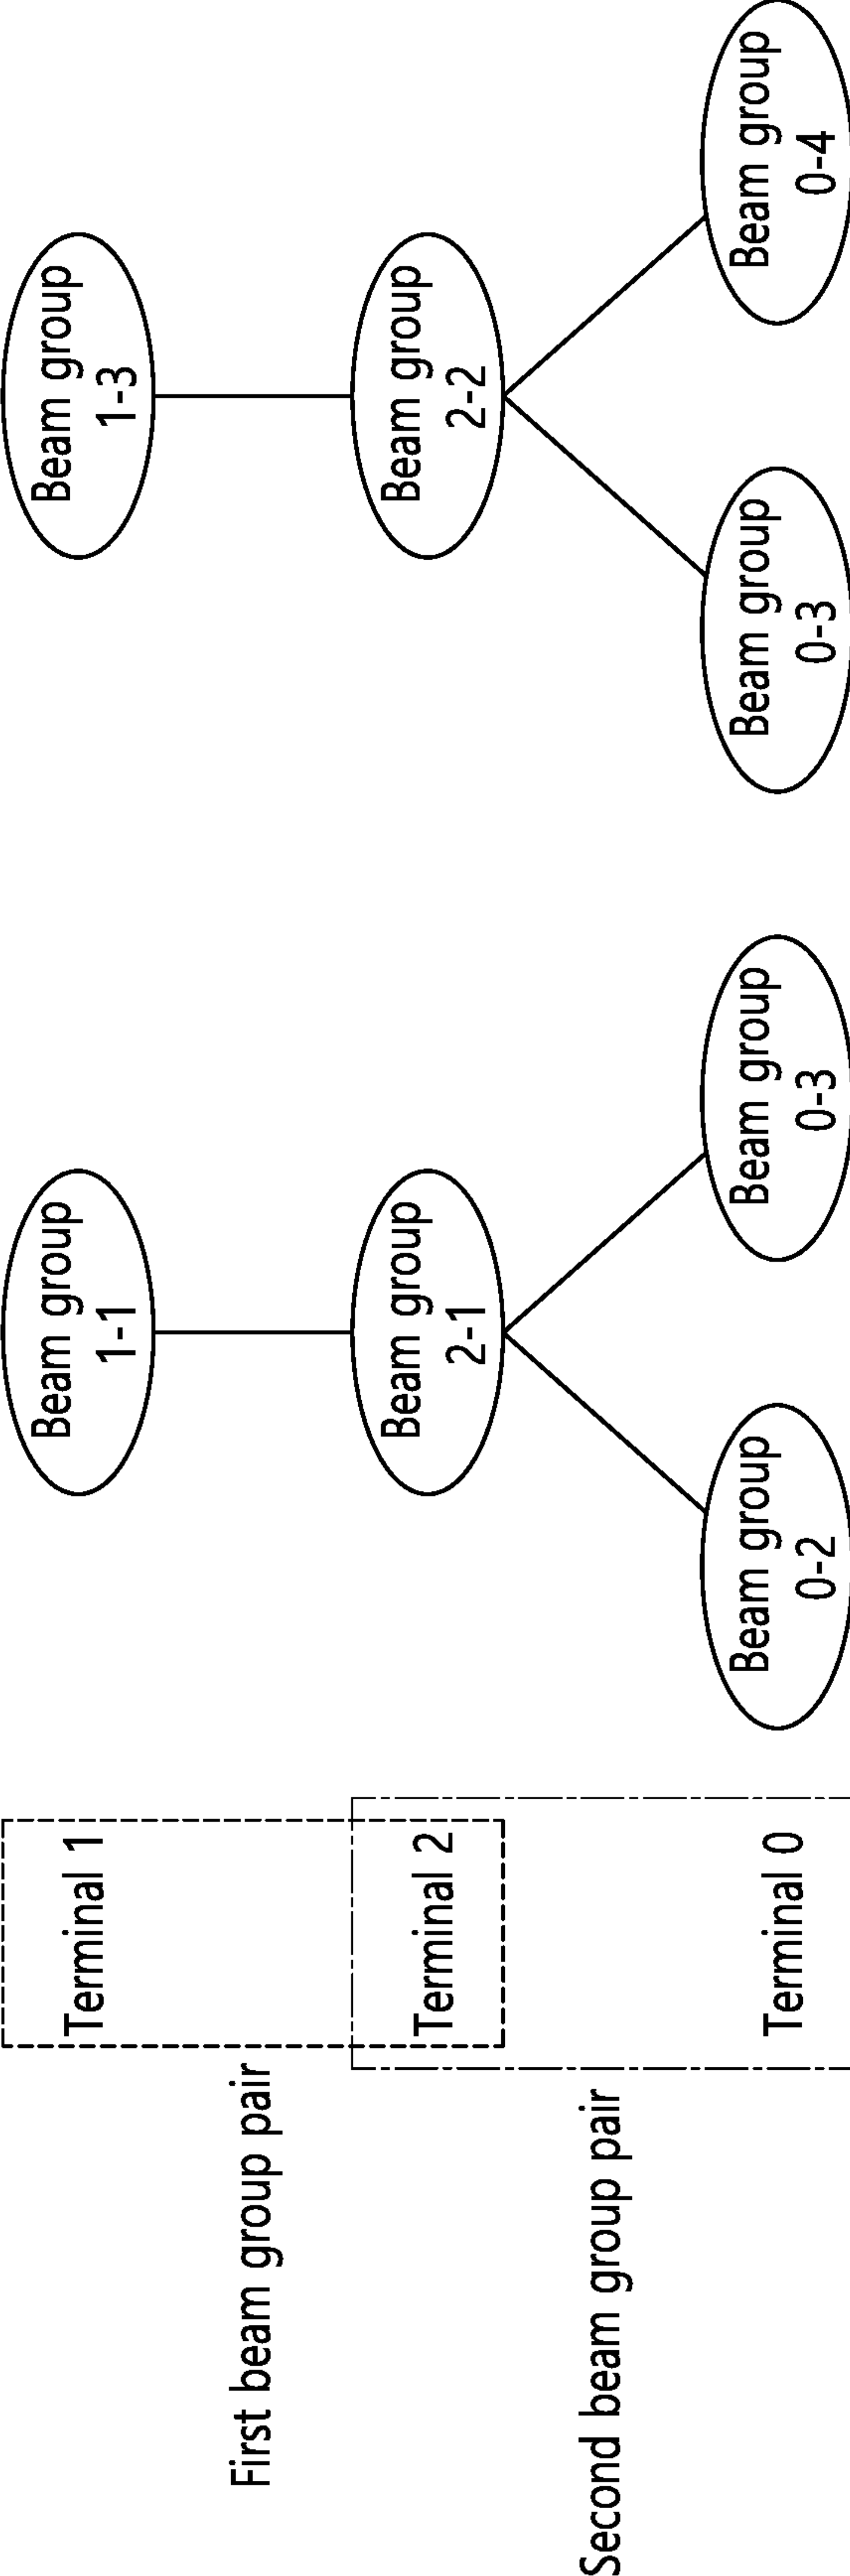 Terminal 1
Beam group
1-1
Beam group
1-3
First beam group pair
Terminal 2
Beam group
2-1
Beam group
2-2
Second beam group pair
Terminal 0
Beam group
0-2
Beam group
0-3
Beam group
0-3
Beam group
0-4